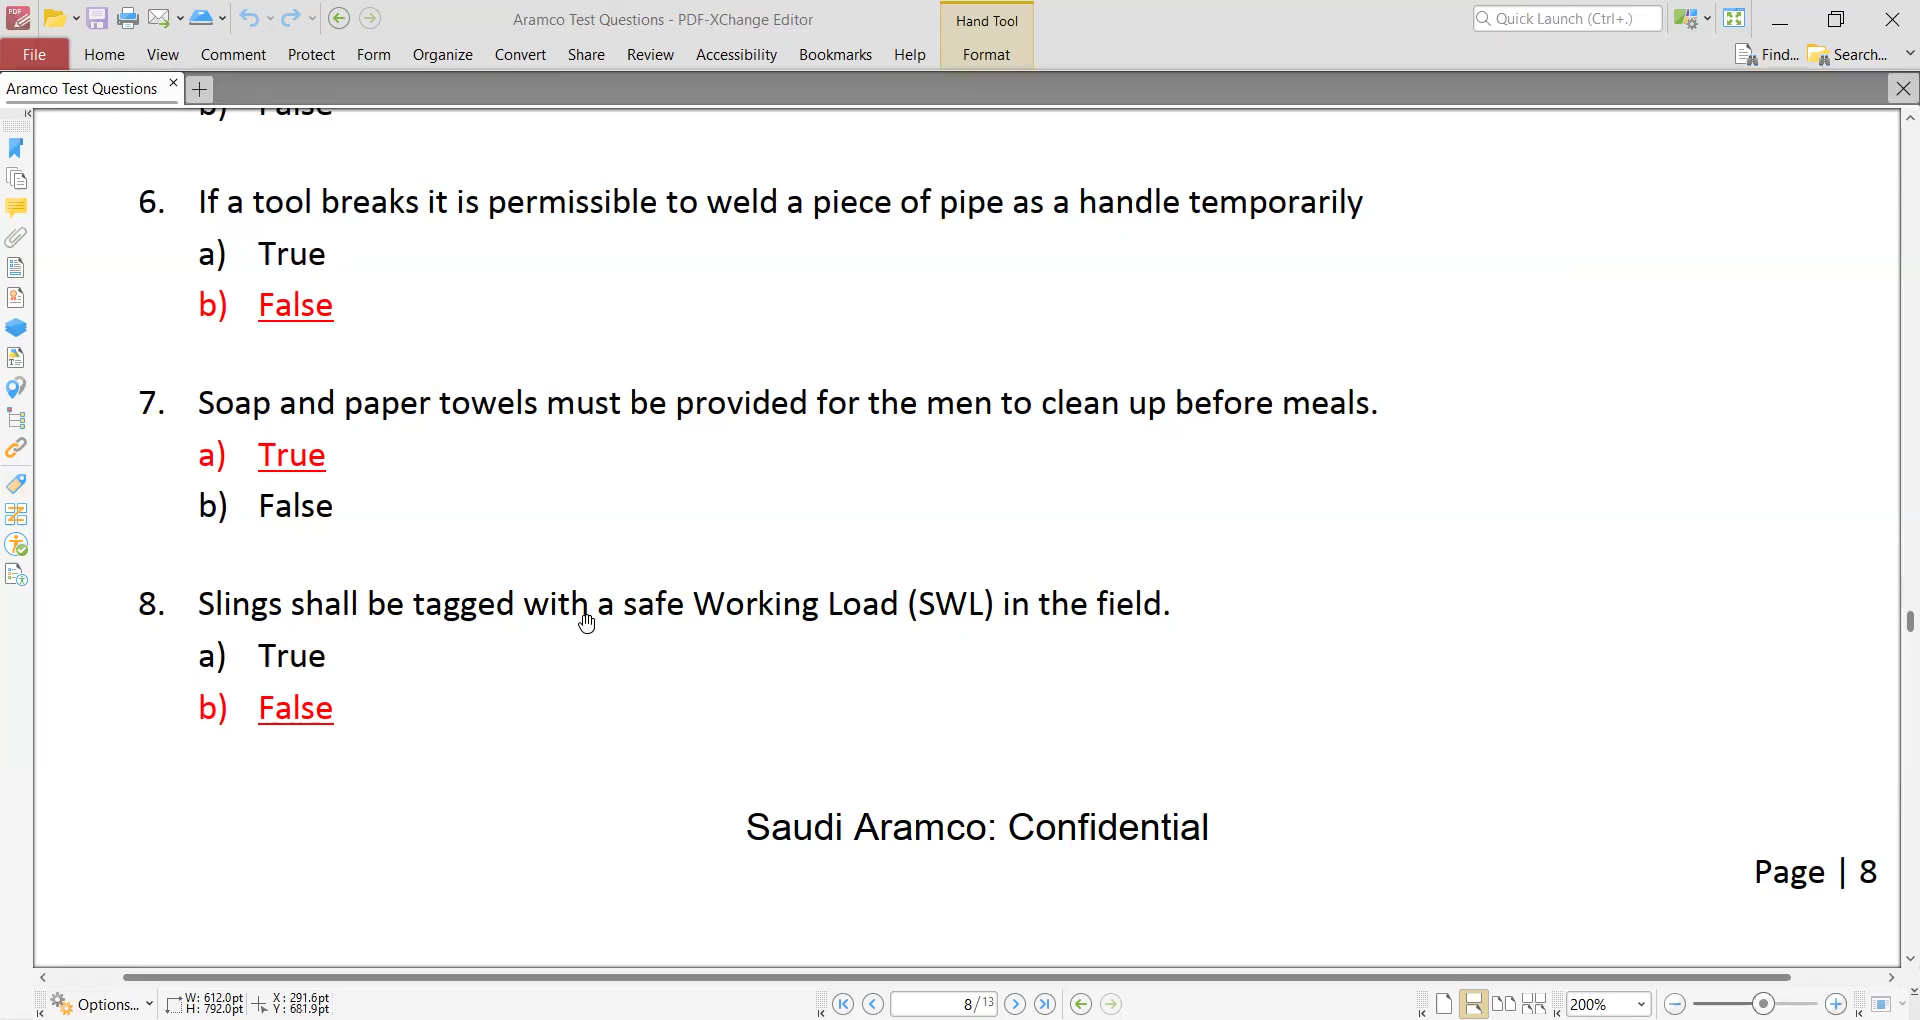 Aramco Test Questions - PDF-XChange Editor
Hand Tool
Quick Launch (Ctrl+.)
File Home View Comment Protect Form Organize Convert Share Review Accessibility Bookmarks Help Format
Find... Search...
Aramco Test Questions
b) False
6. If a tool breaks it is permissible to weld a piece of pipe as a handle temporarily
a) True
b) False
7. Soap and paper towels must be provided for the men to clean up before meals.
a) True
b) False
8. Slings shall be tagged with a safe Working Load (SWL) in the field.
a) True
b) False
Saudi Aramco: Confidential
Page | 8
Options... W: 612.0pt X: 291.6pt 8/13 200%
H: 792.0pt Y: 681.9pt